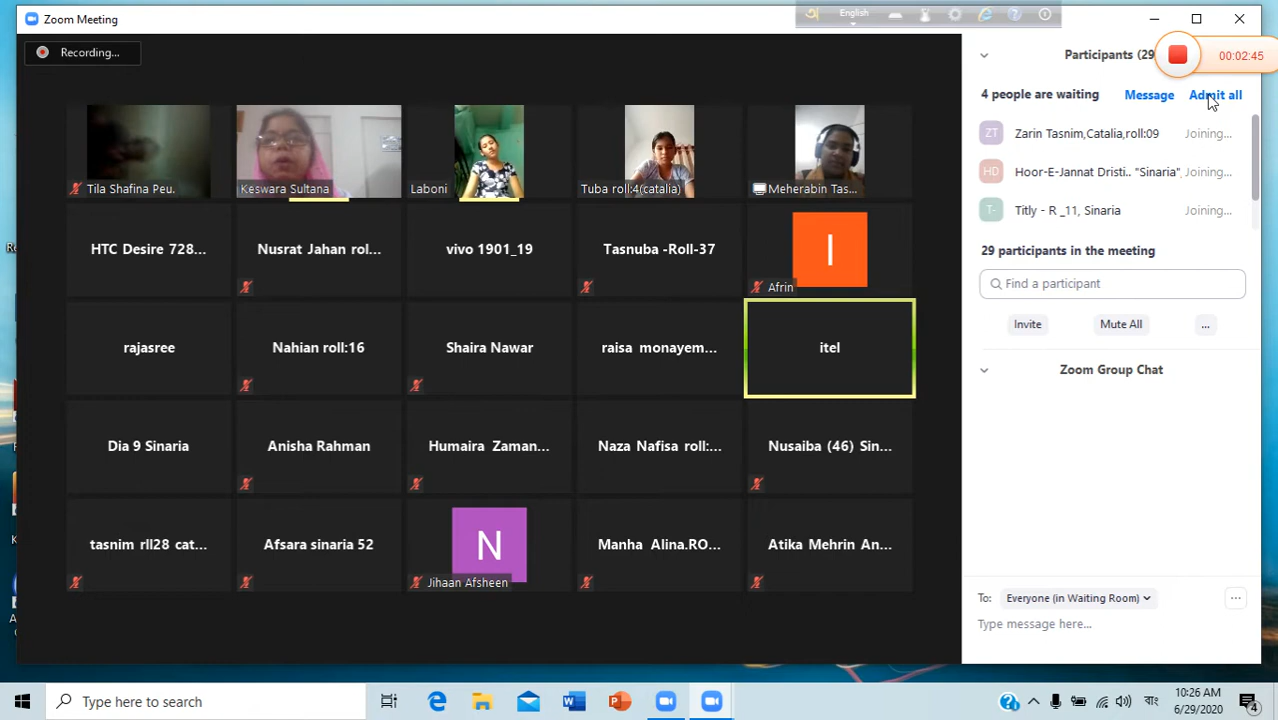 Zoom Meeting
English
Recording...
Participants (29
00:02:45
4 people are waiting
Message
Admit all
ZT
Zarin Tasnim,Catalia,roll:09
Joining...
HD
Hoor-E-Jannat Dristi.. "Sinaria",
Joining...
T-
Titly - R _11, Sinaria
Joining...
29 participants in the meeting
Find a participant
Invite
Mute All
...
Zoom Group Chat
To:
Everyone (in Waiting Room)
...
Type message here...
Tila Shafina Peu.
Keswara Sultana
Laboni
Tuba roll:4(catalia)
Meherabin Tas...
HTC Desire 728...
Nusrat Jahan rol...
vivo 1901_19
Tasnuba -Roll-37
I
Afrin
rajasree
Nahian roll:16
Shaira Nawar
raisa monayem...
itel
Dia 9 Sinaria
Anisha Rahman
Humaira Zaman...
Naza Nafisa roll:...
Nusaiba (46) Sin...
tasnim rll28 cat...
Afsara sinaria 52
N
Jihaan Afsheen
Manha Alina.RO...
Atika Mehrin An...
Type here to search
বাং
10:26 AM
6/29/2020
4